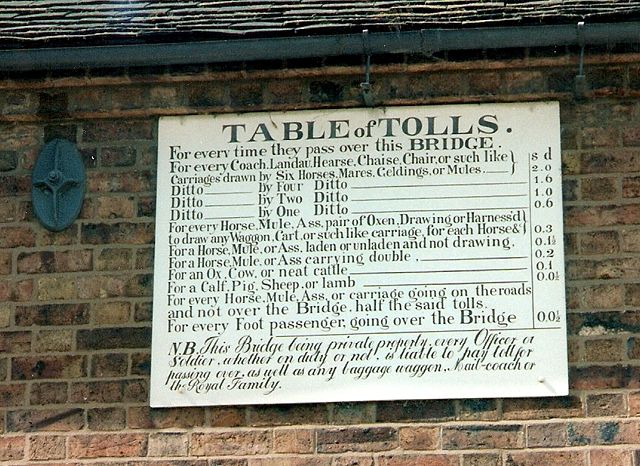 TABLE of TOLLS.
For every time they pass over this BRIDGE.
For every Coach, Landau, Hearse, Chaise, Chair, or such like } s d
Carriages drawn by Six Horses, Mares, Geldings, or Mules. 2.0
Ditto by Four Ditto 1.6
Ditto by Two Ditto 1.0
Ditto by One Ditto 0.6
For every Horse, Mule, Ass, pair of Oxen, Drawing or Harness'd }
to draw any Waggon, Cart, or such like carriage, for each Horse & 0.3
For a Horse, Mule, or Ass, laden or unladen and not drawing. 0.1½
For a Horse, Mule, or Ass carrying double, 0.2
For an Ox, Cow, or neat cattle 0.1
For a Calf, Pig, Sheep, or lamb 0.0½
For every Horse, Mule, Ass, or carriage going on the roads
and not over the Bridge, half the said tolls.
For every Foot passenger, going over the Bridge 0.0½
N.B. This Bridge being private property, every Officer or
Soldier, whether on duty or not, is liable to pay toll for
passing over, as well as any baggage waggon, Mail-coach or
the Royal Family.